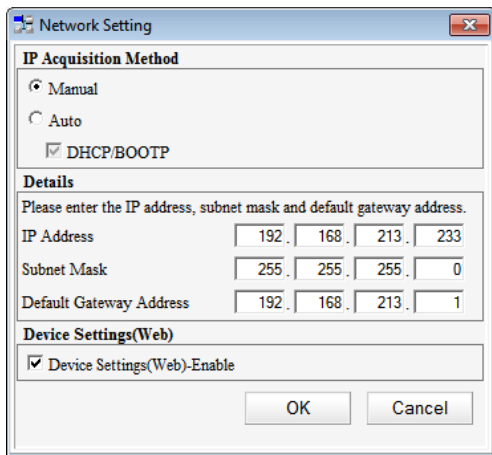 Network Setting
IP Acquisition Method
Manual
Auto
DHCP/BOOTP
Details
Please enter the IP address, subnet mask and default gateway address.
IP Address 192. 168. 213. 233
Subnet Mask 255. 255. 255. 0
Default Gateway Address 192. 168. 213. 1
Device Settings(Web)
Device Settings(Web)-Enable
OK Cancel